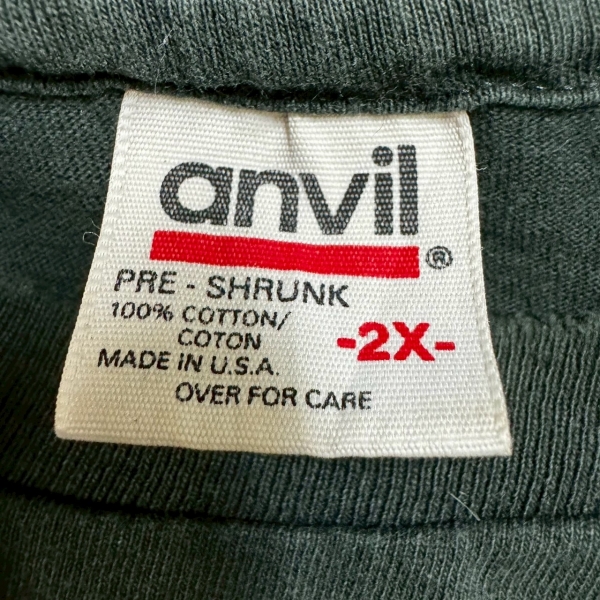 anvil®
PRE - SHRUNK
100% COTTON/
COTON
-2X-
MADE IN U.S.A.
OVER FOR CARE